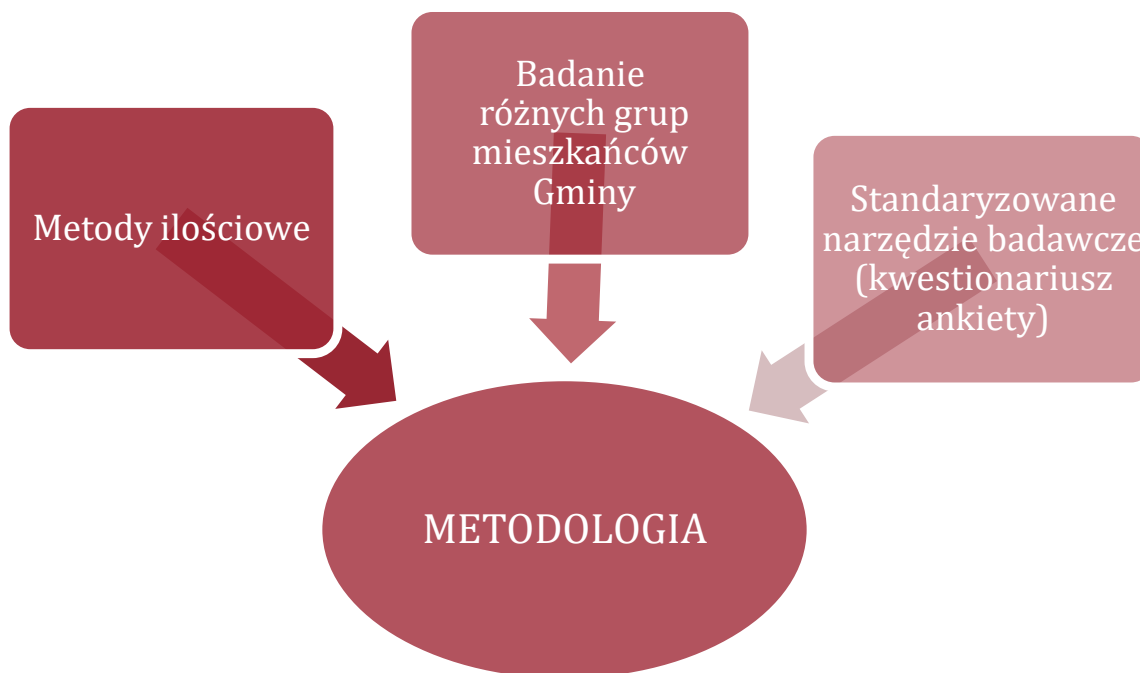 Metody ilościowe
Badanie
różnych grup
mieszkańców
Gminy
Standaryzowane
narzędzie badawcze
(kwestionariusz
ankiety)
METODOLOGIA